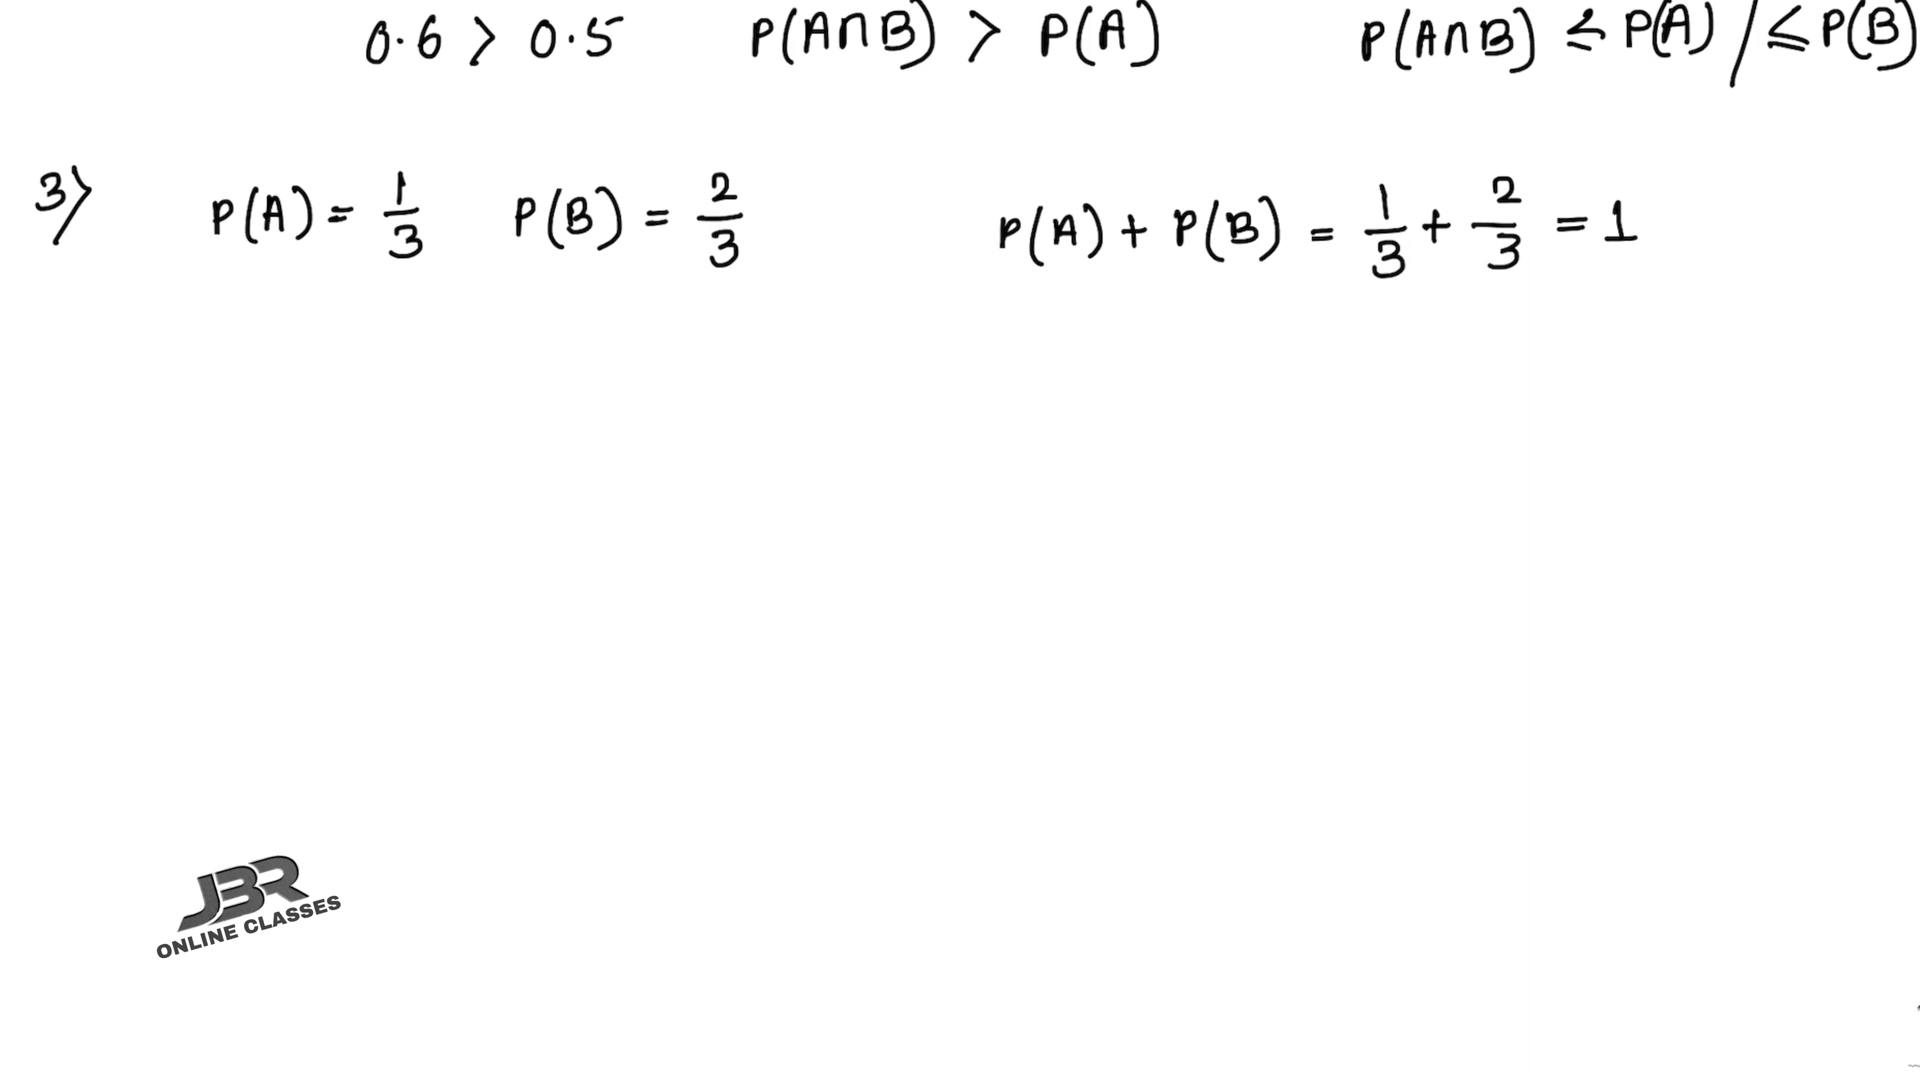 0.6 > 0.5 P(A∩B) > P(A) P(A∩B) ≤ P(A) / ≤ P(B)
3) P(A) = 1/3 P(B) = 2/3 P(A) + P(B) = 1/3 + 2/3 = 1
JBR
ONLINE CLASSES